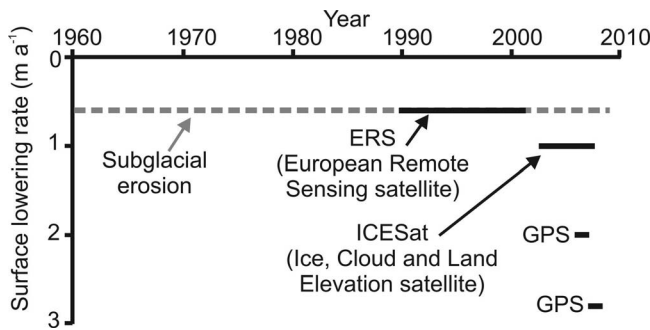 Year
1960 1970 1980 1990 2000 2010
Surface lowering rate (m a⁻¹)
0
1
2
3
Subglacial
erosion
ERS
(European Remote
Sensing satellite)
ICESat
(Ice, Cloud and Land
Elevation satellite)
GPS
GPS